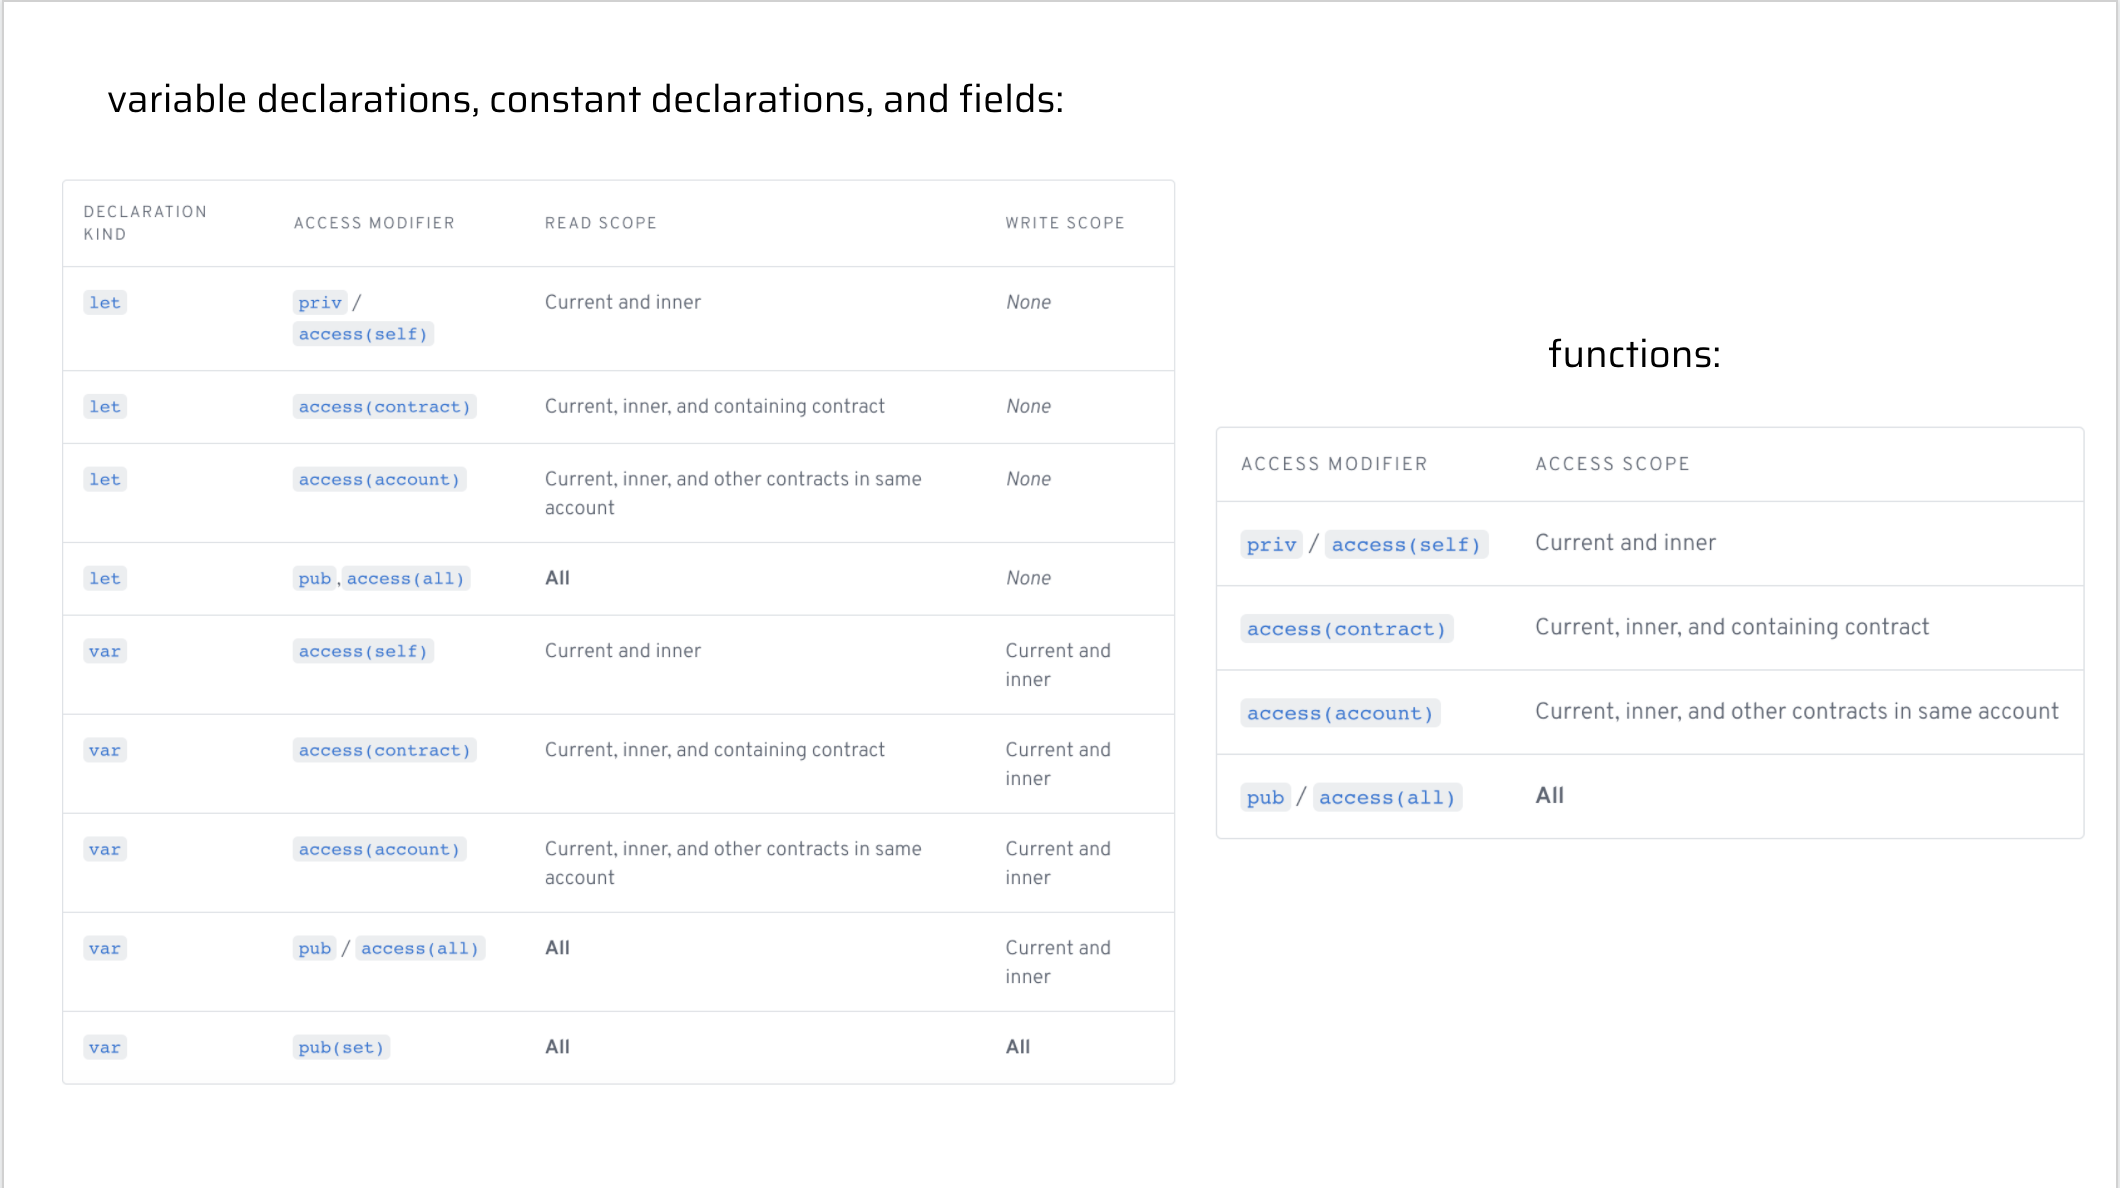 variable declarations, constant declarations, and fields:
DECLARATION
KIND
ACCESS MODIFIER
READ SCOPE
WRITE SCOPE
let
priv /
access(self)
Current and inner
None
let
access(contract)
Current, inner, and containing contract
None
let
access(account)
Current, inner, and other contracts in same
account
None
let
pub , access(all)
All
None
var
access(self)
Current and inner
Current and
inner
var
access(contract)
Current, inner, and containing contract
Current and
inner
var
access(account)
Current, inner, and other contracts in same
account
Current and
inner
var
pub / access(all)
All
Current and
inner
var
pub(set)
All
All
functions:
ACCESS MODIFIER
ACCESS SCOPE
priv / access(self)
Current and inner
access(contract)
Current, inner, and containing contract
access(account)
Current, inner, and other contracts in same account
pub / access(all)
All